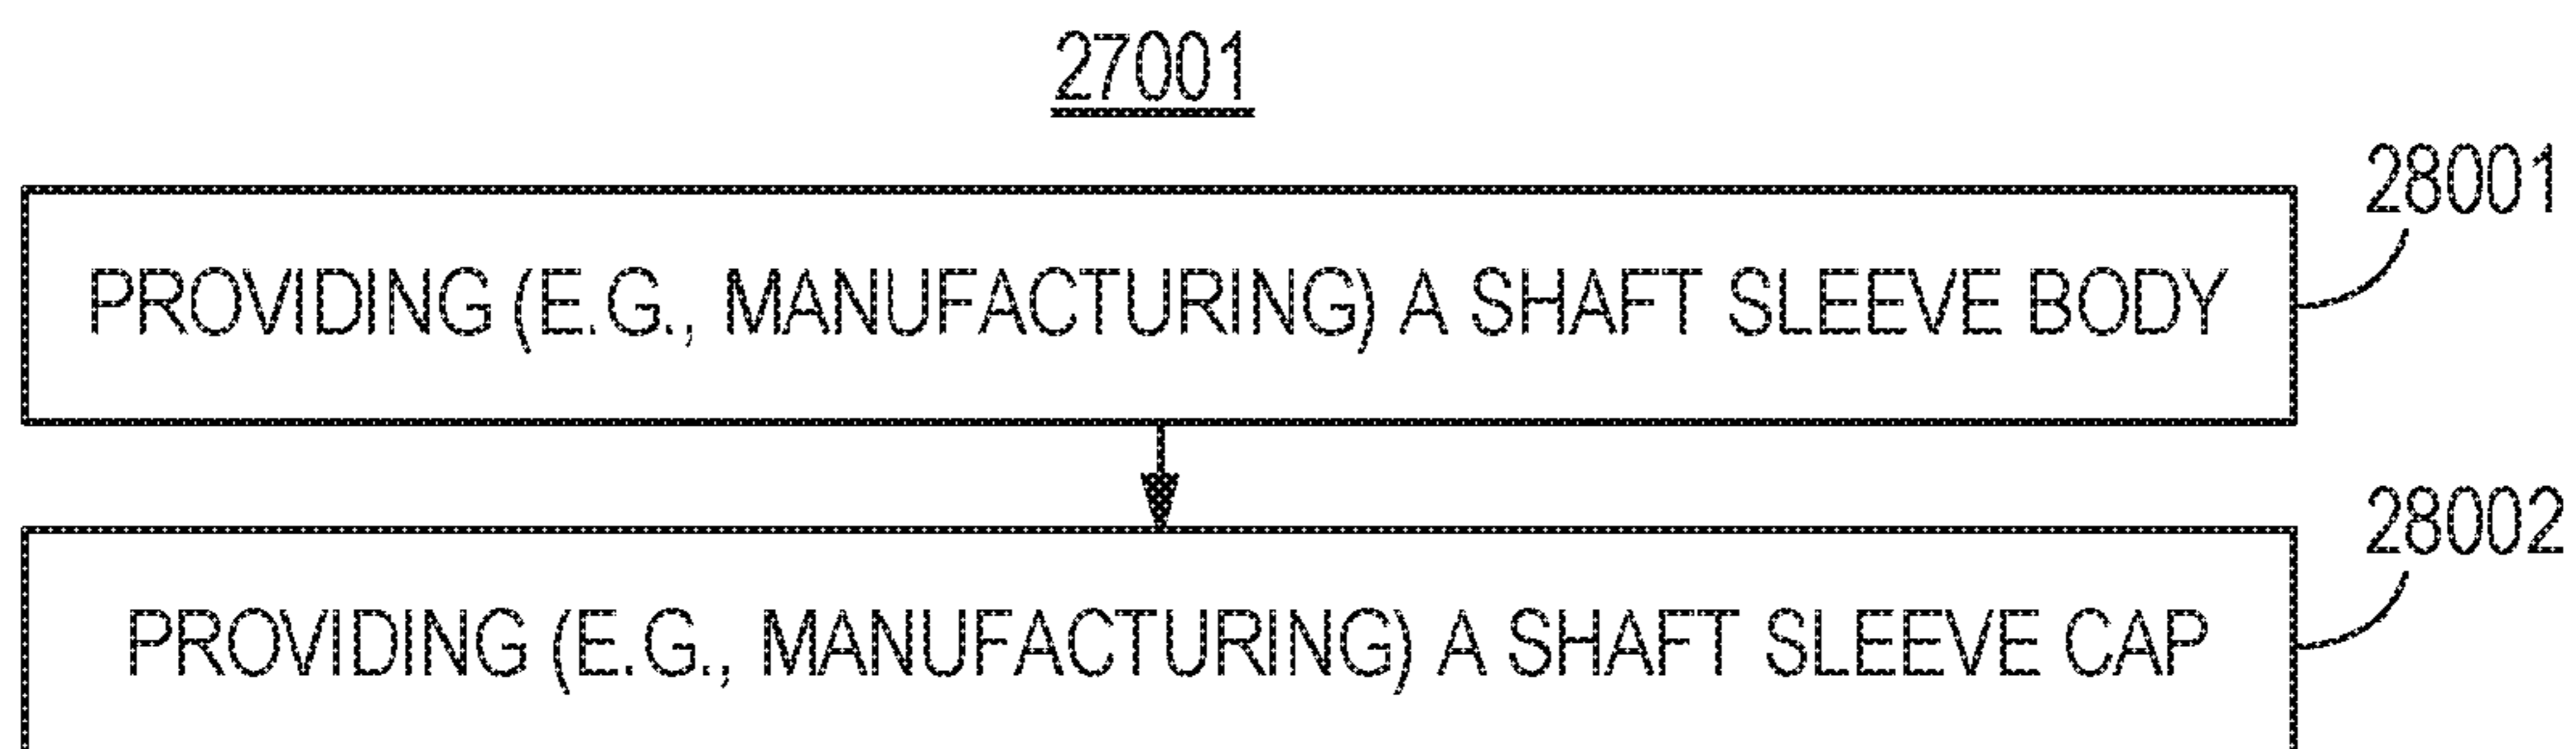 27001
28001
PROVIDING (E.G., MANUFACTURING) A SHAFT SLEEVE BODY
28002
PROVIDING (E.G., MANUFACTURING) A SHAFT SLEEVE CAP